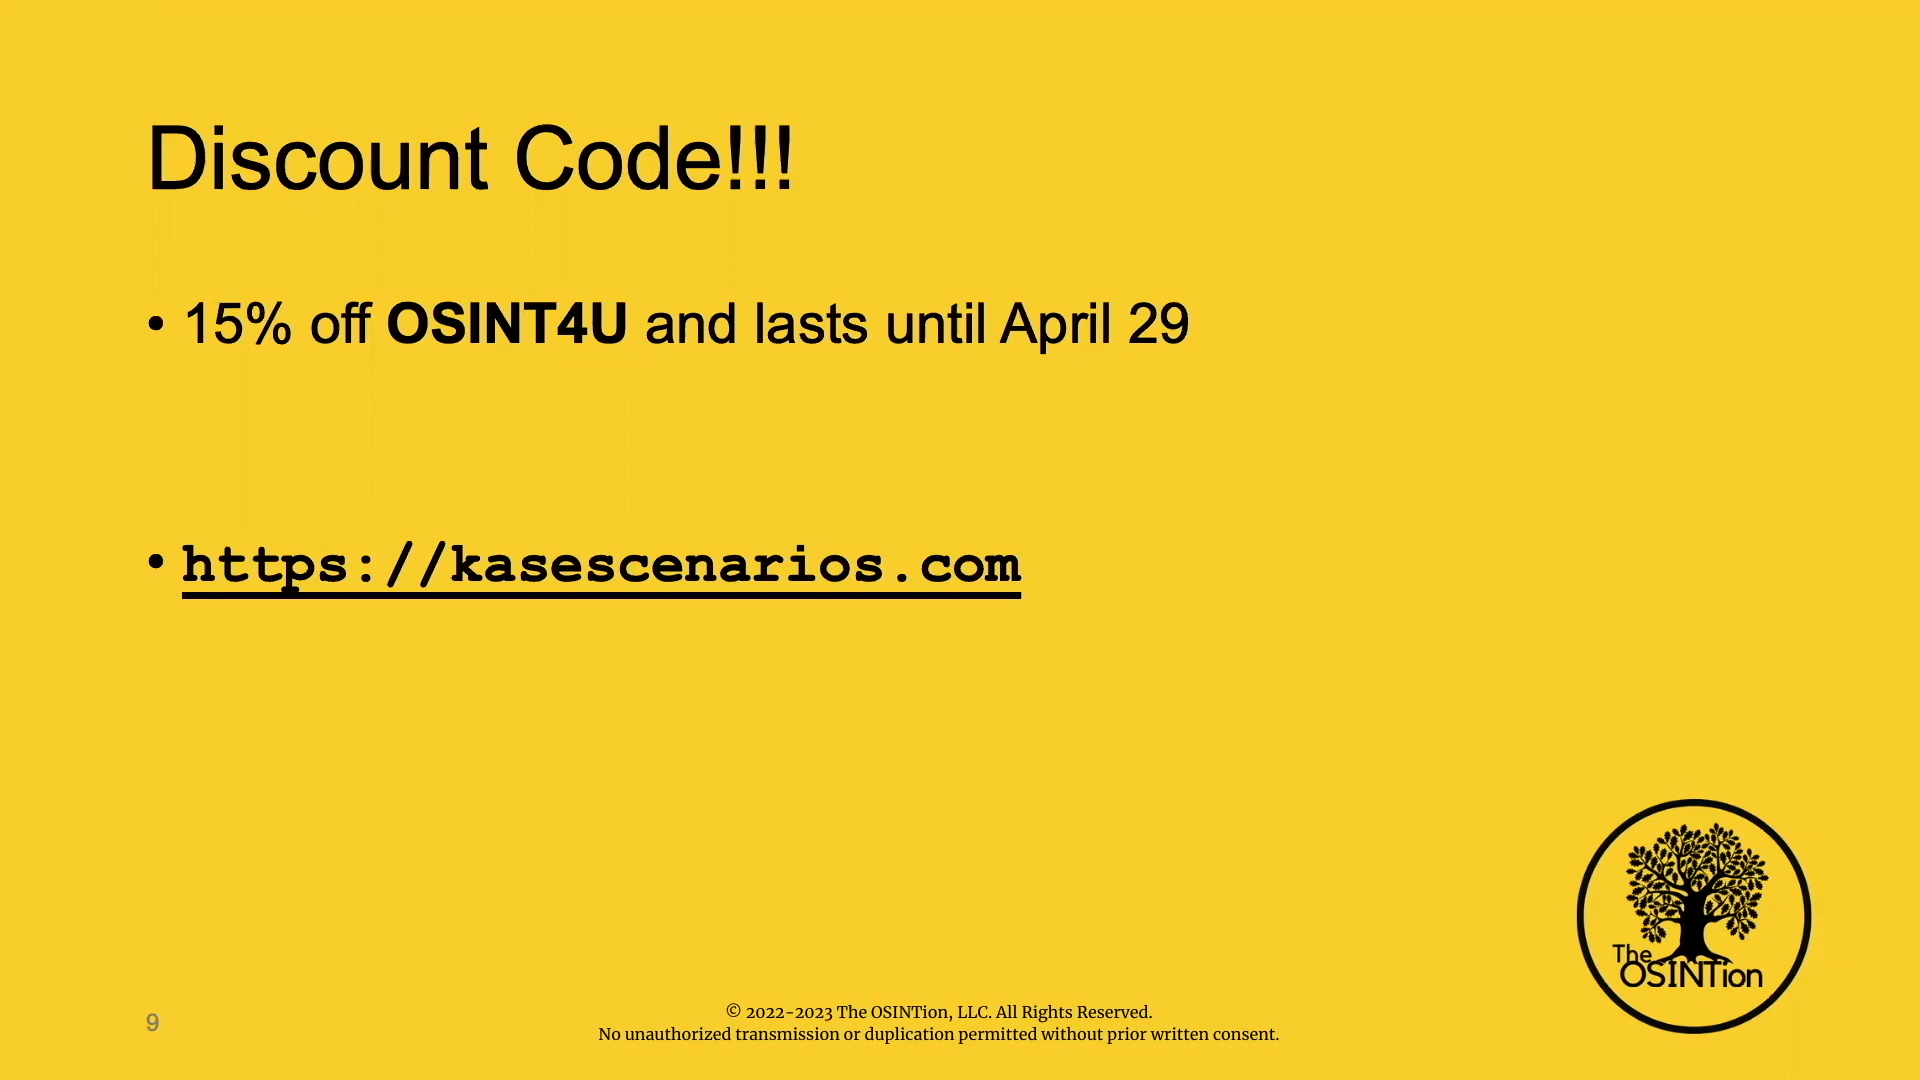 Discount Code!!!
• 15% off OSINT4U and lasts until April 29
• https://kasescenarios.com
The
OSINTion
9
© 2022-2023 The OSINTion, LLC. All Rights Reserved.
No unauthorized transmission or duplication permitted without prior written consent.